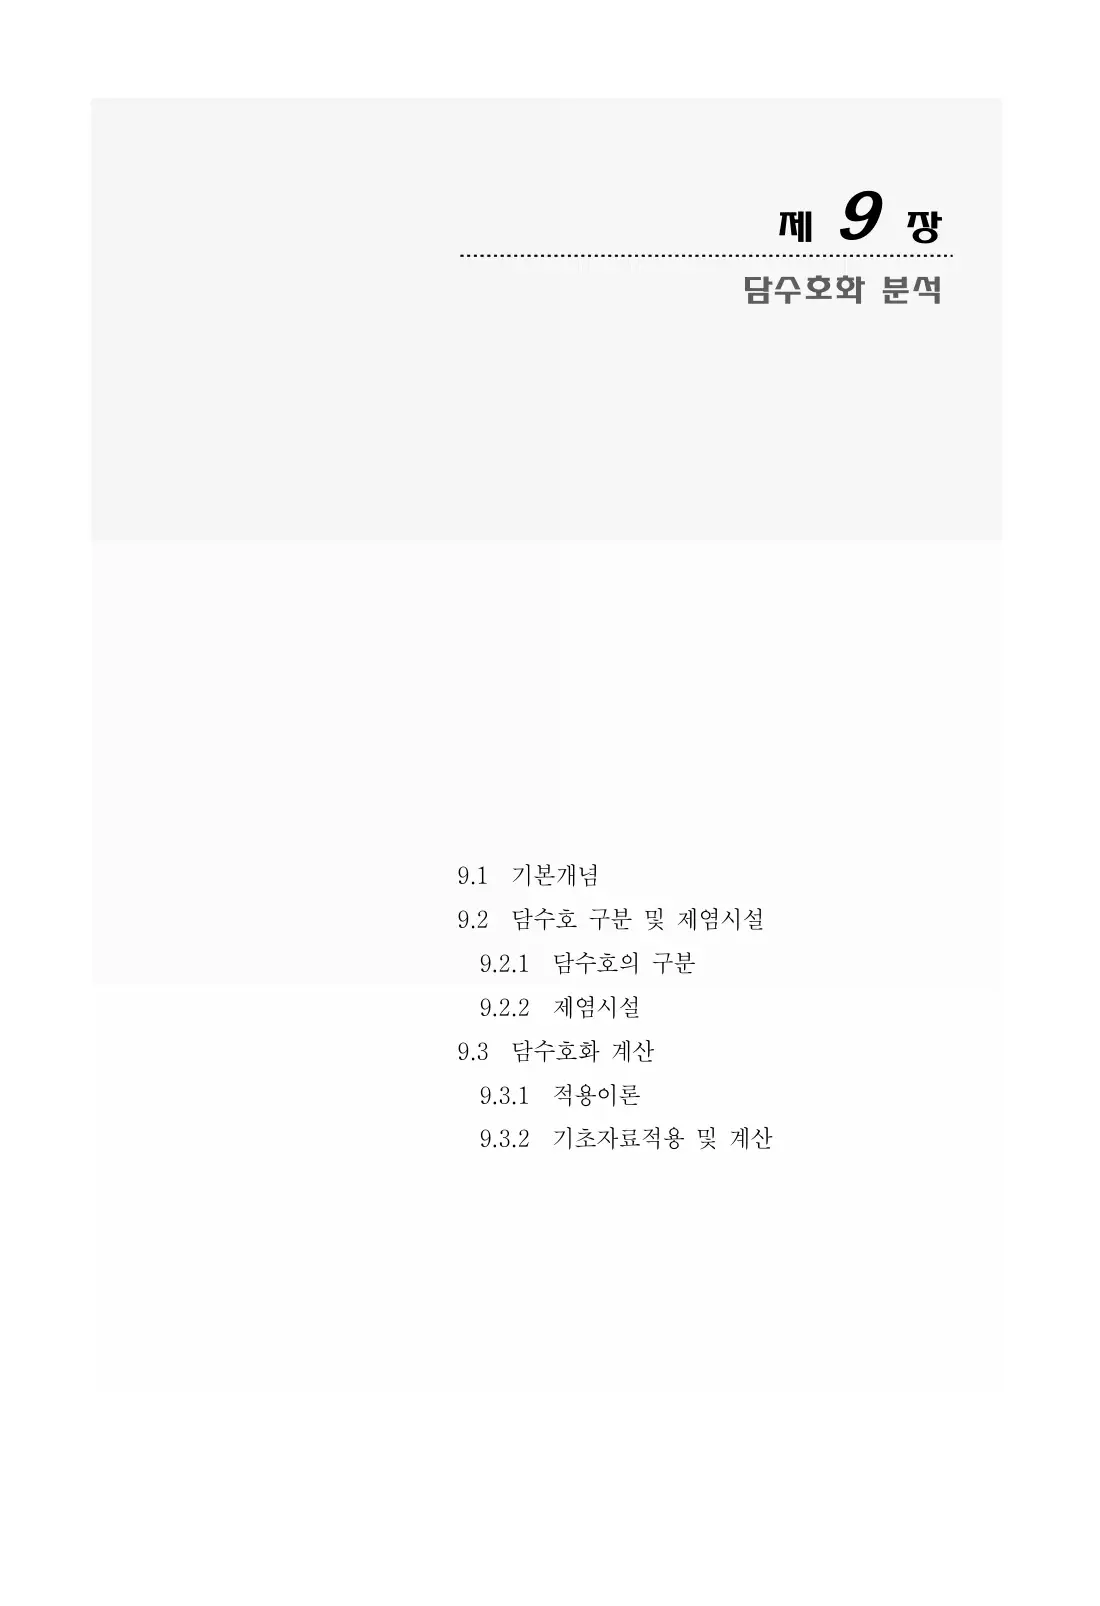 제 9 장
담수호화 분석
9.1 기본개념
9.2 담수호 구분 및 제염시설
9.2.1 담수호의 구분
9.2.2 제염시설
9.3 담수호화 계산
9.3.1 적용이론
9.3.2 기초자료적용 및 계산